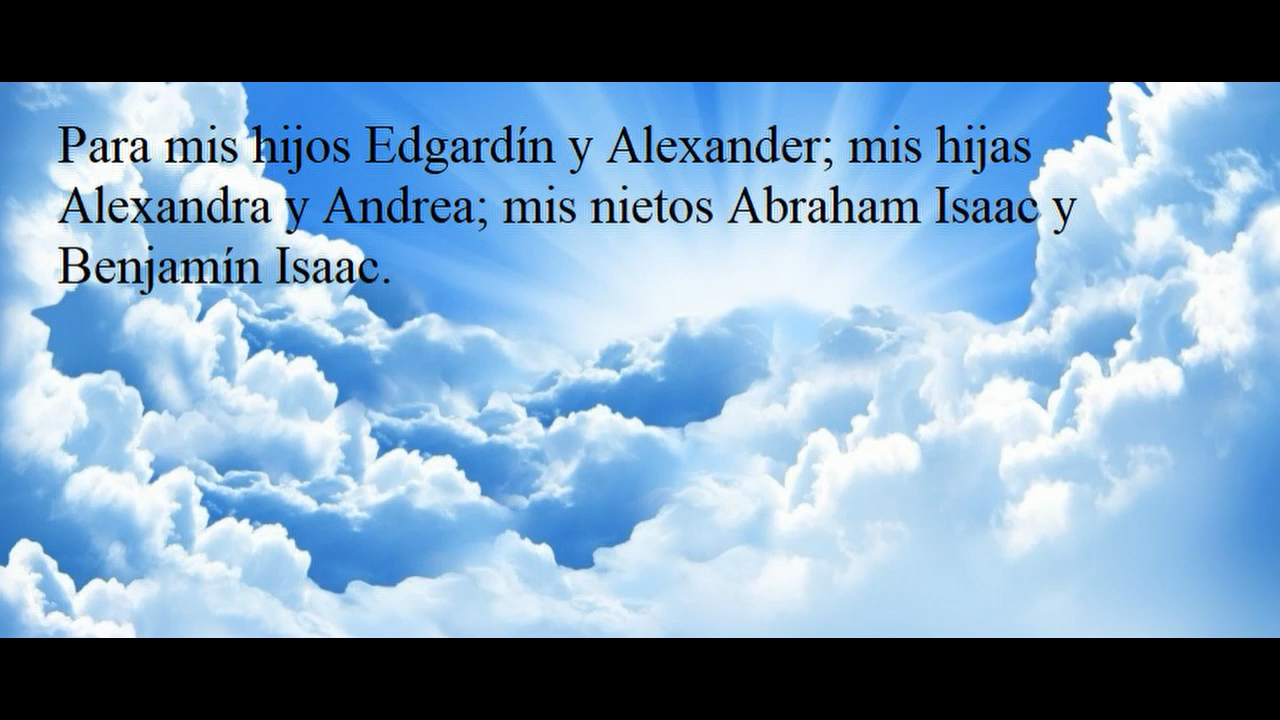 Para mis hijos Edgardín y Alexander; mis hijas
Alexandra y Andrea; mis nietos Abraham Isaac y
Benjamín Isaac.